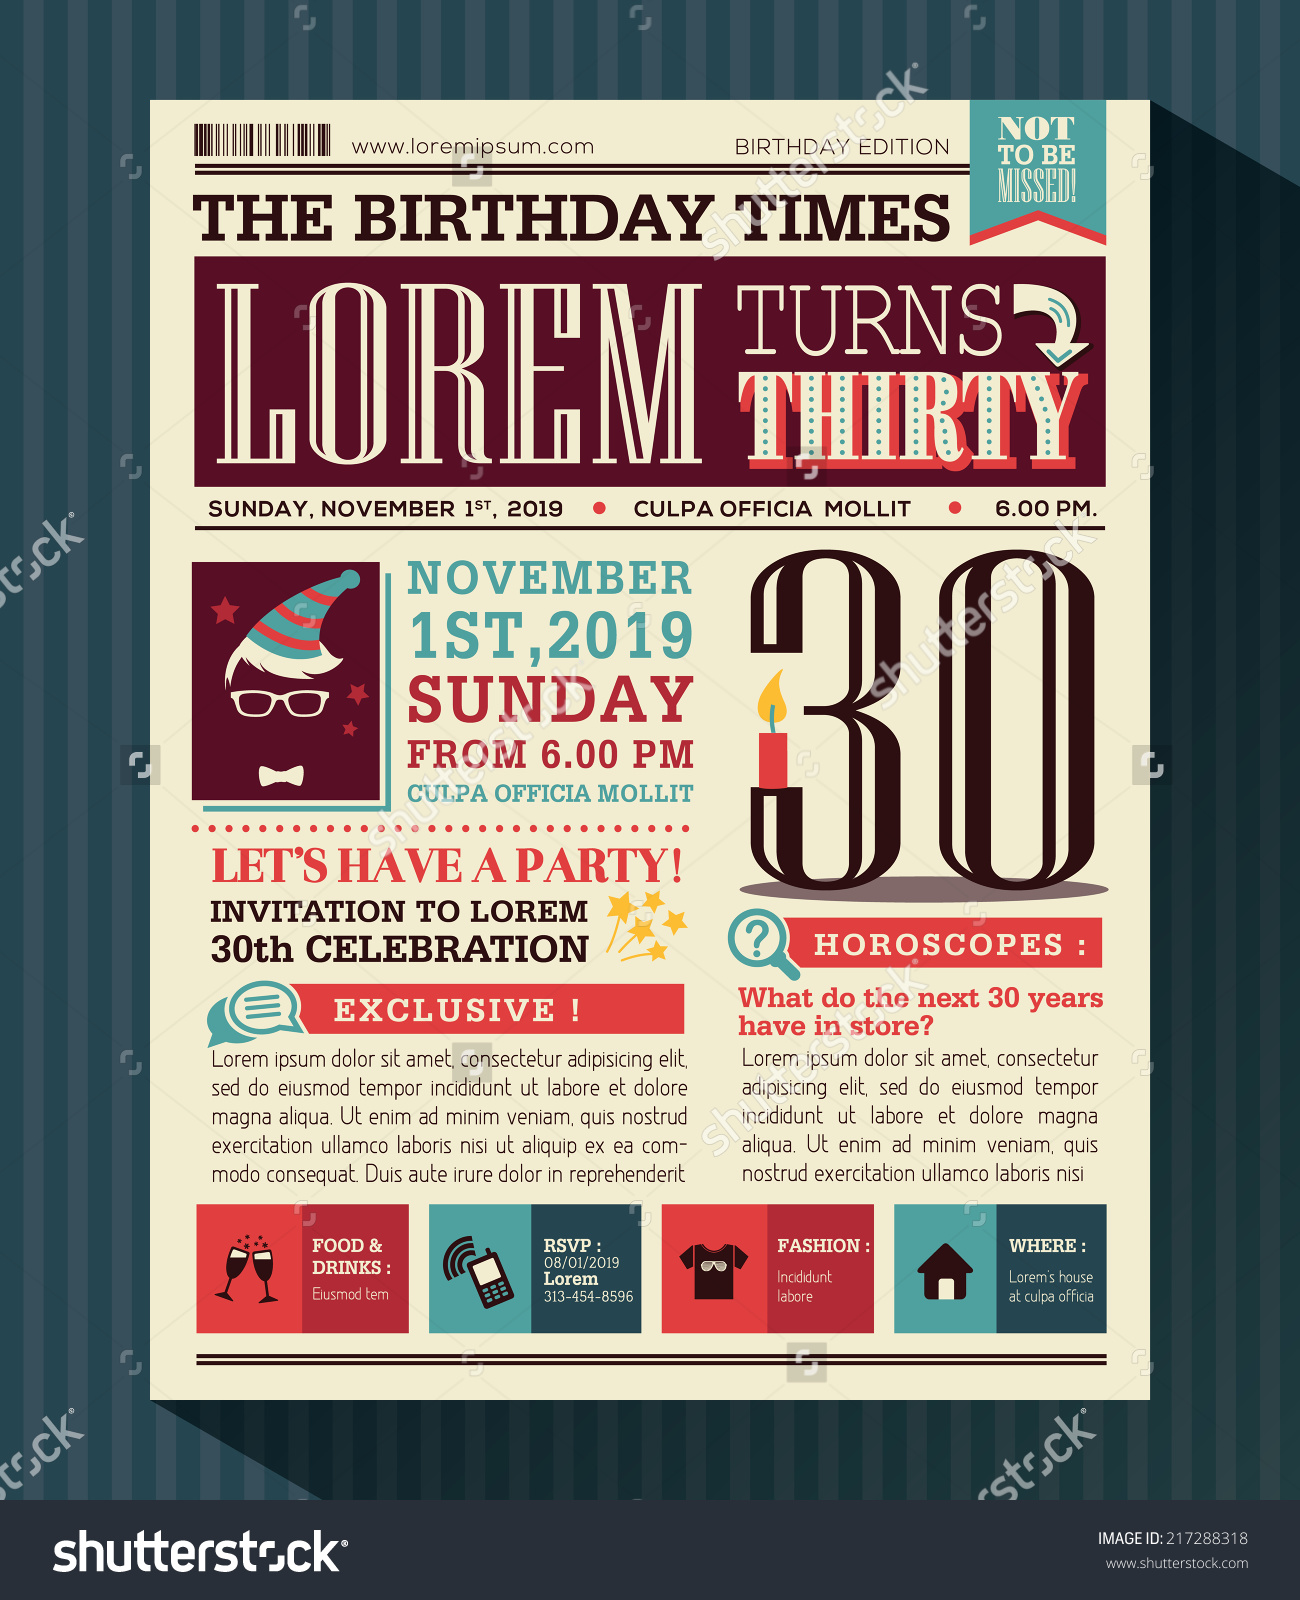 www.loremipsum.com
BIRTHDAY EDITION
NOT
TO BE
MISSED!
THE BIRTHDAY TIMES
LOREM
TURNS
THIRTY
SUNDAY, NOVEMBER 1ST, 2019 • CULPA OFFICIA MOLLIT • 6.00 PM.
NOVEMBER
1ST,2019
SUNDAY
FROM 6.00 PM
CULPA OFFICIA MOLLIT
30
LET'S HAVE A PARTY!
INVITATION TO LOREM
30th CELEBRATION
EXCLUSIVE !
Lorem ipsum dolor sit amet, consectetur adipisicing elit,
sed do eiusmod tempor incididunt ut labore et dolore
magna aliqua. Ut enim ad minim veniam, quis nostrud
exercitation ullamco laboris nisi ut aliquip ex ea com-
modo consequat. Duis aute irure dolor in reprehenderit
HOROSCOPES :
What do the next 30 years
have in store?
Lorem ipsum dolor sit amet, consectetur
adipisicing elit, sed do eiusmod tempor
incididunt ut labore et dolore magna
aliqua. Ut enim ad minim veniam, quis
nostrud exercitation ullamco laboris nisi
FOOD &
DRINKS :
Eiusmod tem
RSVP :
08/01/2019
Lorem
313-454-8596
FASHION :
Incididunt
labore
WHERE :
Lorem's house
at culpa officia
shutterstock
IMAGE ID: 217288318
www.shutterstock.com